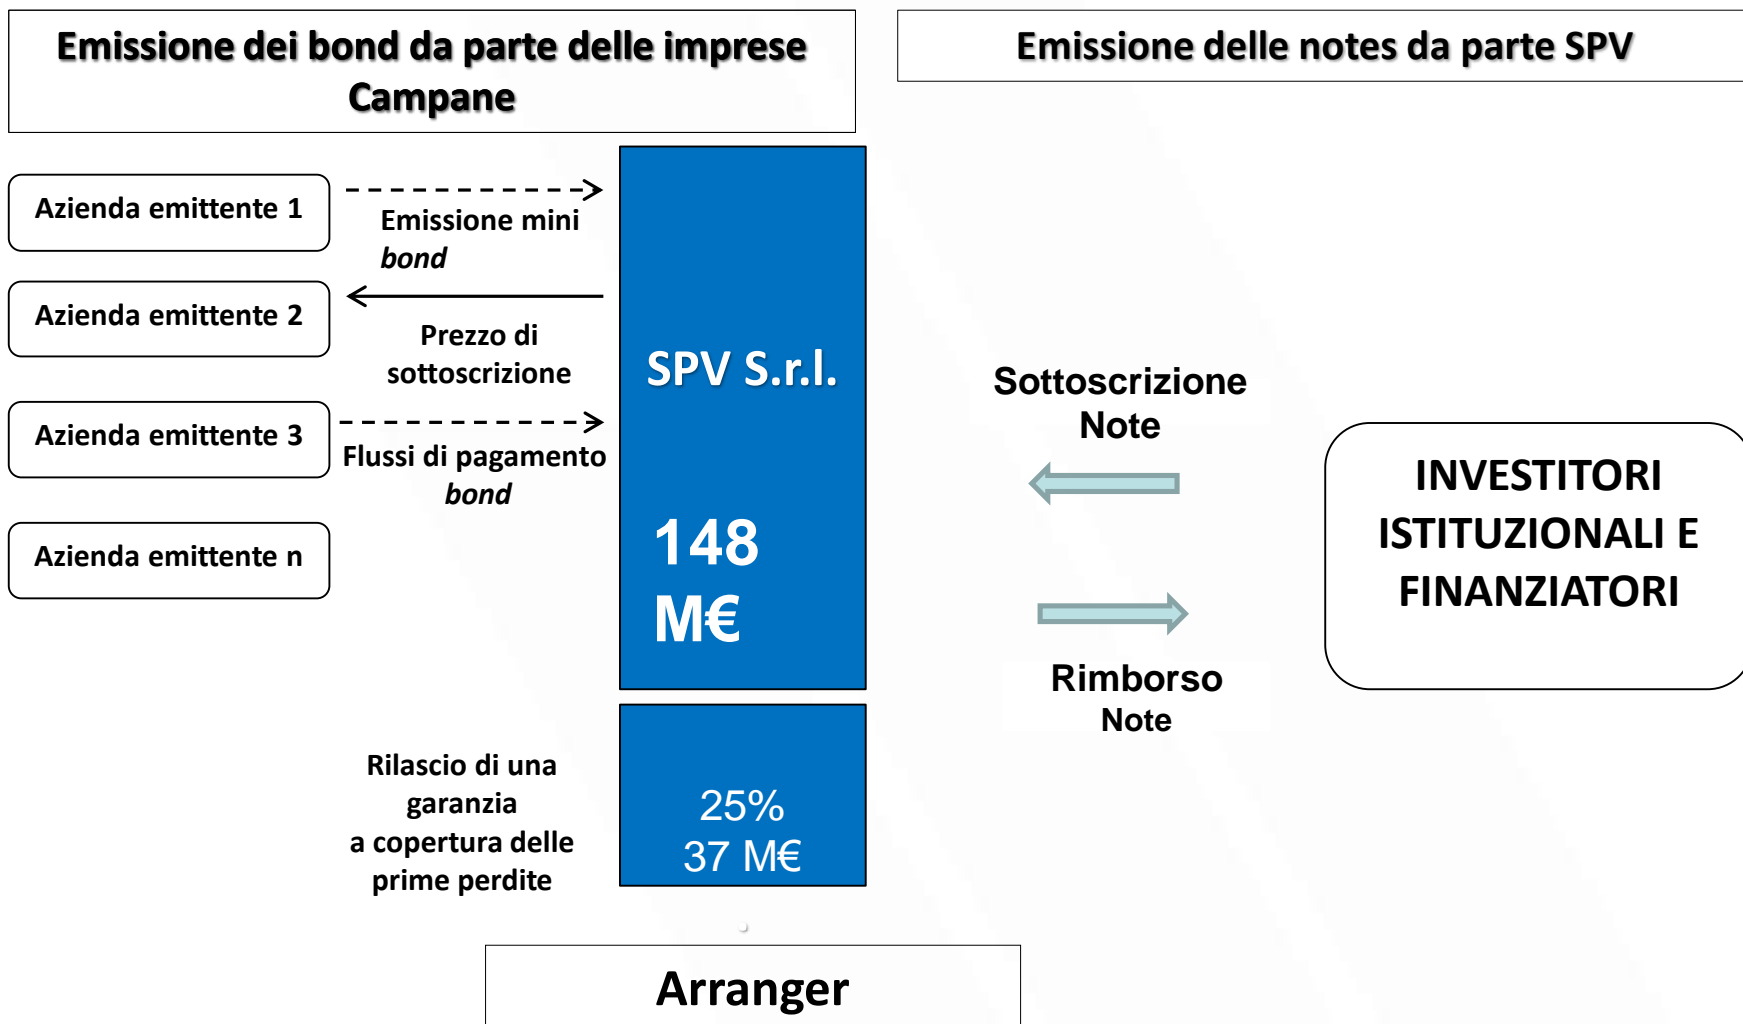 Emissione dei bond da parte delle imprese
Campane
Emissione delle notes da parte SPV
Azienda emittente 1
Emissione mini
bond
Azienda emittente 2
Prezzo di
sottoscrizione
Azienda emittente 3
Flussi di pagamento
bond
Azienda emittente n
SPV S.r.l.
148
M€
Sottoscrizione
Note
Rimborso
Note
INVESTITORI
ISTITUZIONALI E
FINANZIATORI
Rilascio di una
garanzia
a copertura delle
prime perdite
25%
37 M€
Arranger